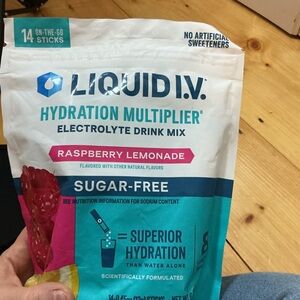 14 ON-THE-GO
STICKS
NO ARTIFICIAL
SWEETENERS
LIQUID I.V.
HYDRATION MULTIPLIER
ELECTROLYTE DRINK MIX
RASPBERRY LEMONADE
FLAVORED WITH OTHER NATURAL FLAVORS
SUGAR-FREE
SEE NUTRITION INFORMATION FOR SODIUM CONTENT
= SUPERIOR
HYDRATION
THAN WATER ALONE
SCIENTIFICALLY FORMULATED